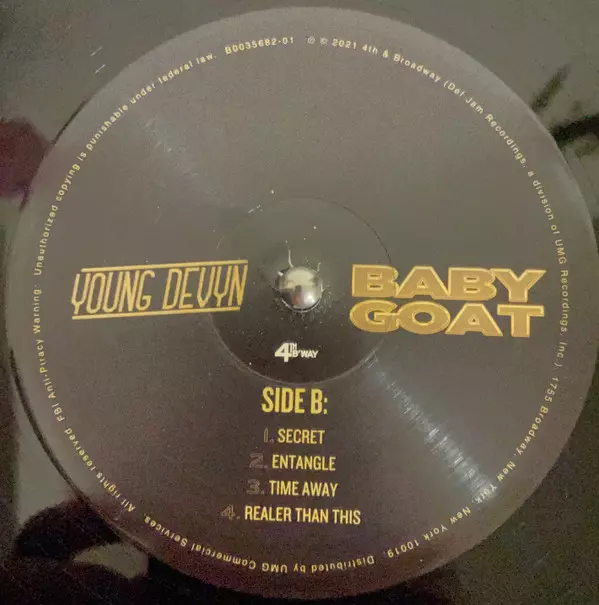 B0035682-01 ℗ © 2021 4th & Broadway (Def Jam Recordings, a division of UMG Recordings, Inc.) 1755 Broadway, New York, New York 10019. Distributed by UMG Commercial Services. All rights reserved. FBI Anti-Piracy Warning: Unauthorized copying is punishable under federal law.
YOUNG DEVYN
BABY
GOAT
4TH
B'WAY
SIDE B:
1. SECRET
2. ENTANGLE
3. TIME AWAY
4. REALER THAN THIS